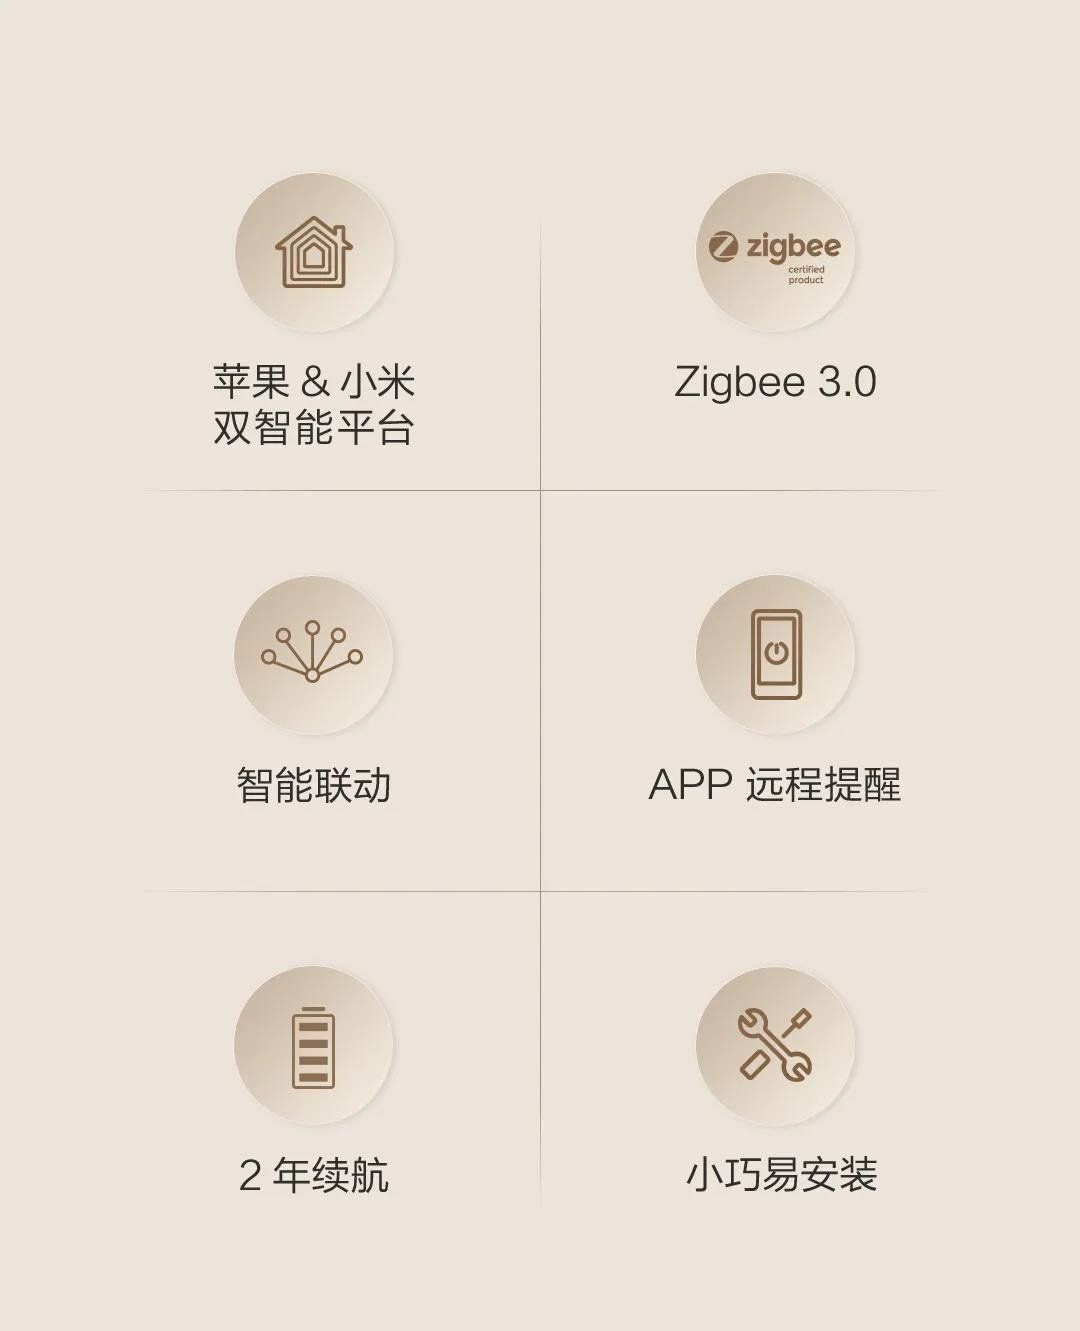 zigbee
certified
product
苹果 & 小米
双智能平台
Zigbee 3.0
智能联动
APP 远程提醒
2 年续航
小巧易安装